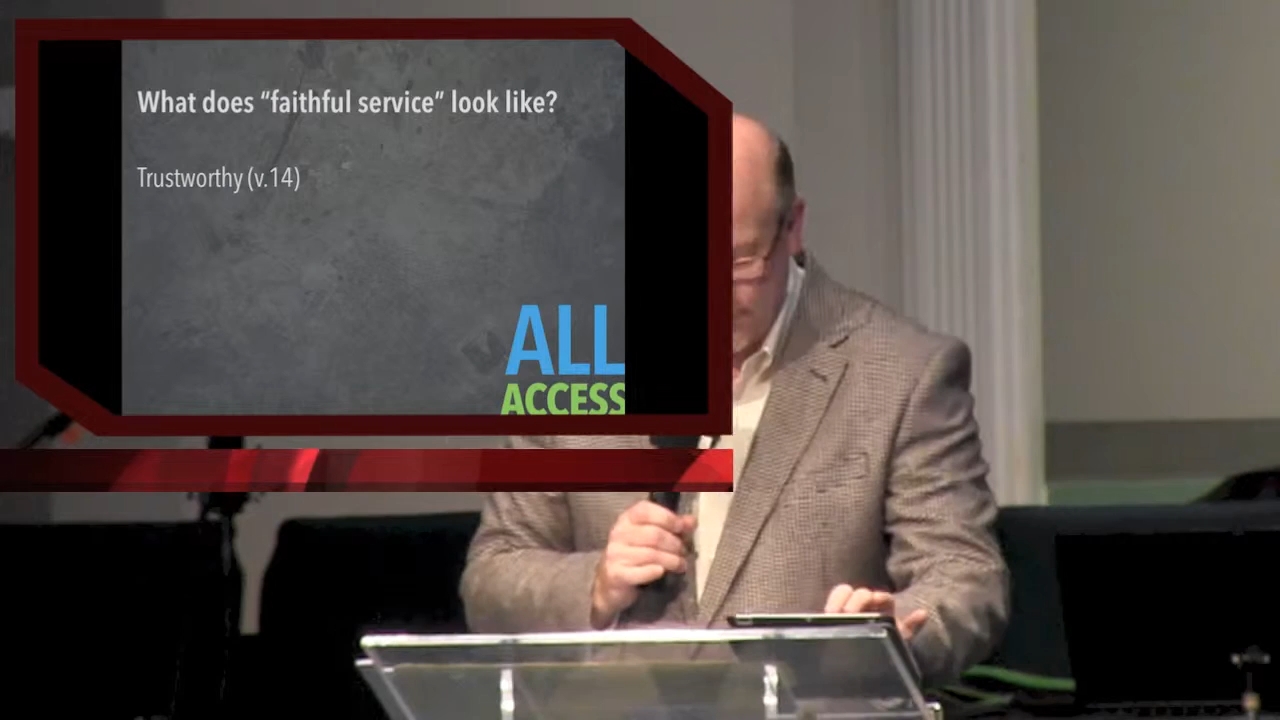 What does “faithful service” look like?
Trustworthy (v.14)
ALL
ACCESS